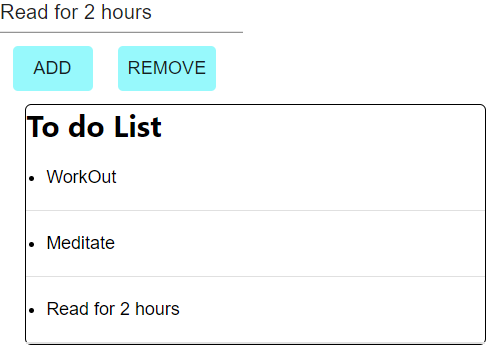 Read for 2 hours
ADD REMOVE
To do List
WorkOut
Meditate
Read for 2 hours